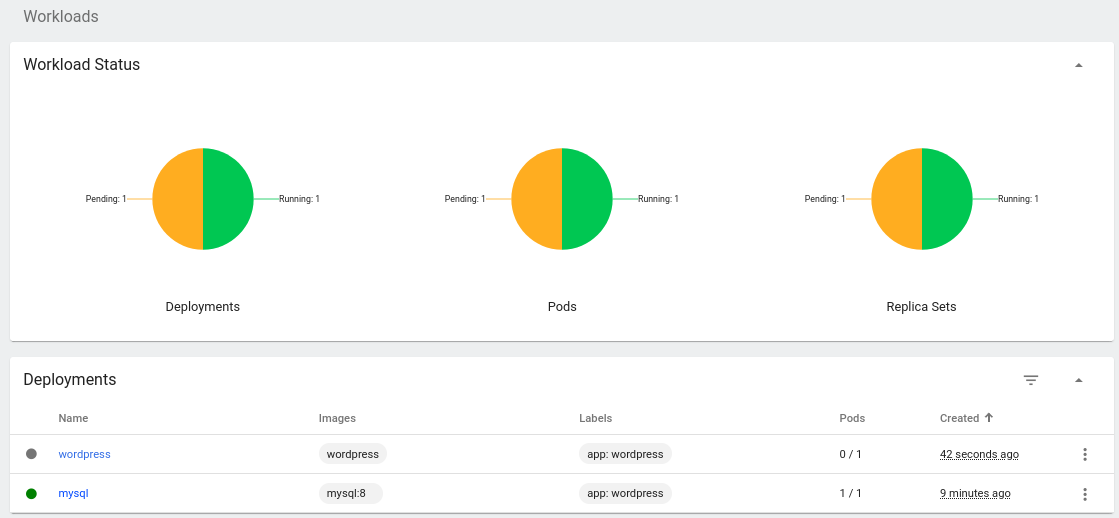 Workloads
Workload Status
Pending: 1 Running: 1 Pending: 1 Running: 1 Pending: 1 Running: 1
Deployments Pods Replica Sets
Deployments
Name Images Labels Pods Created
wordpress wordpress app: wordpress 0 / 1 42 seconds ago
mysql mysql:8 app: wordpress 1 / 1 9 minutes ago